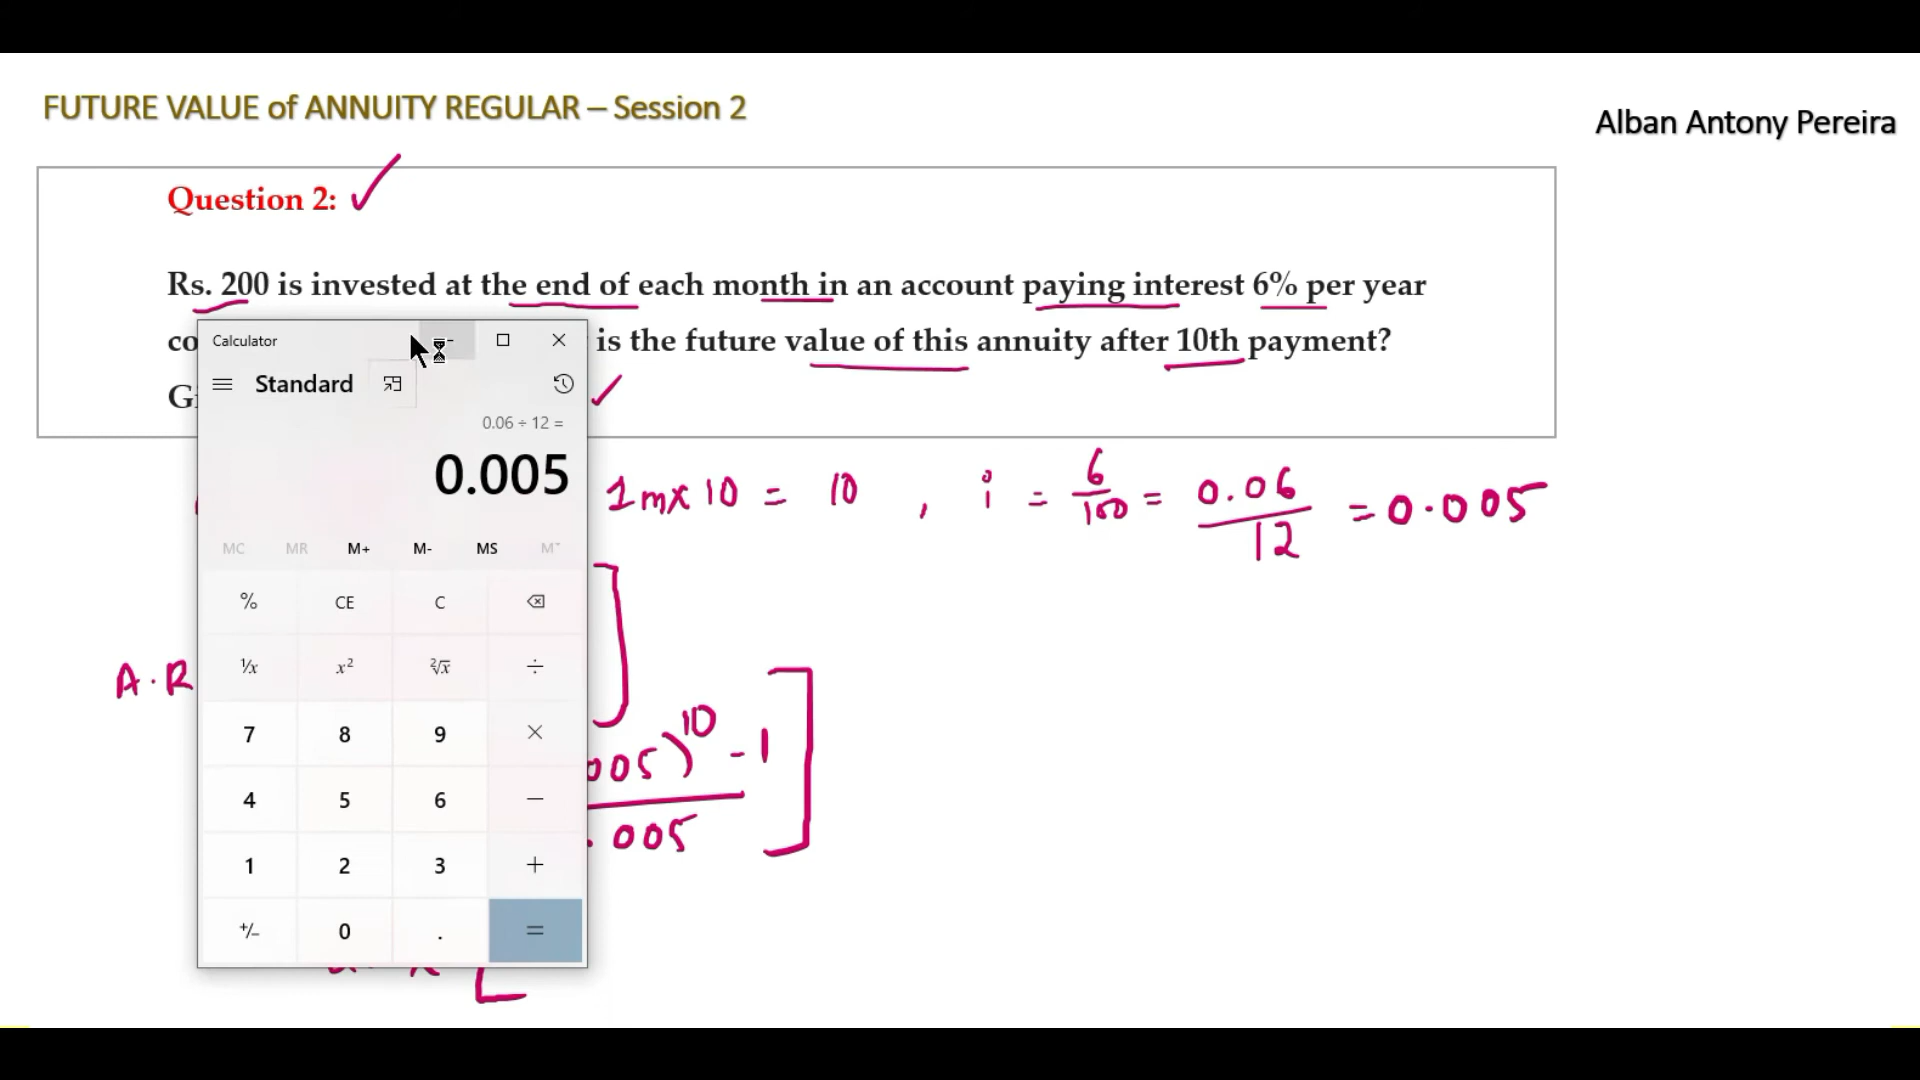 FUTURE VALUE of ANNUITY REGULAR – Session 2
Alban Antony Pereira
Question 2:
Rs. 200 is invested at the end of each month in an account paying interest 6% per year
co
is the future value of this annuity after 10th payment?
Gi
Calculator
Standard
0.06 ÷ 12 =
0.005
1m x 10 = 10 , i = 6/100 = 0.06/12 = 0.005
MC MR M+ M- MS M˅
% CE C
¹/x x² ²√x ÷
A.R
7 8 9 ×
005)¹⁰ - 1
4 5 6 −
.005
1 2 3 +
+/− 0 . =
[